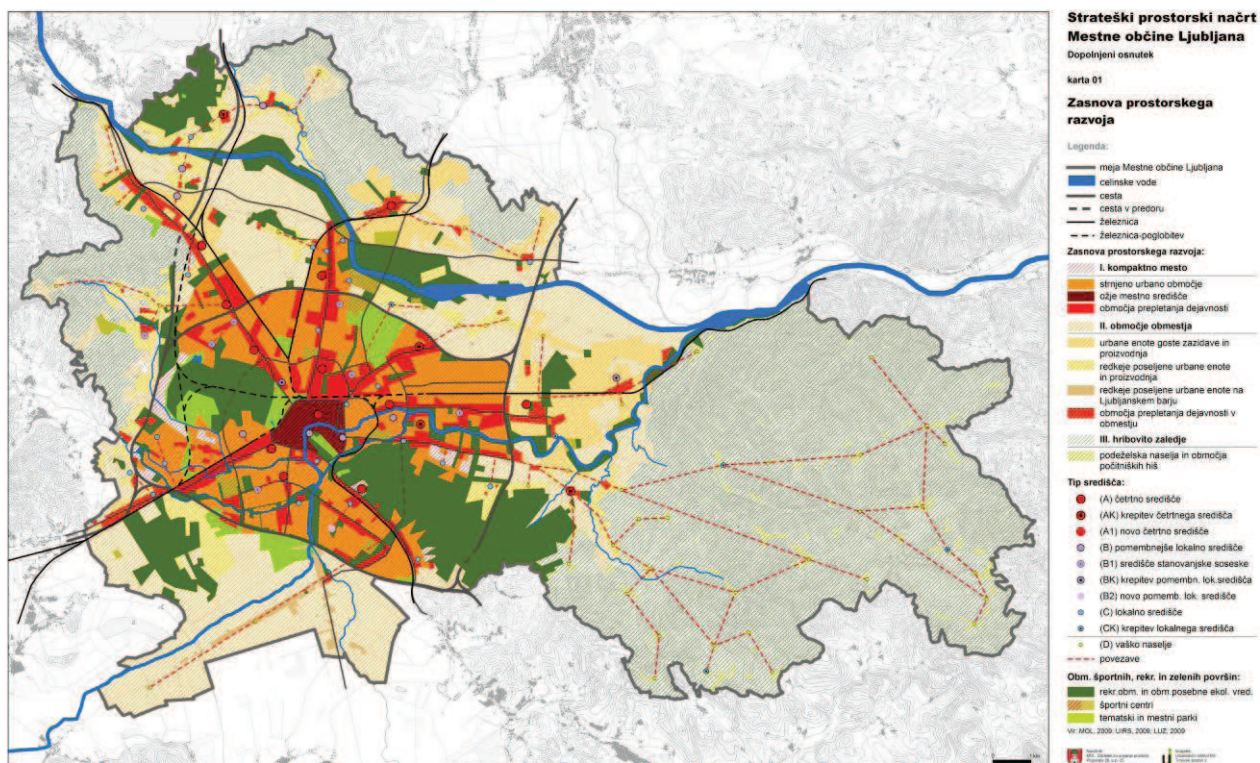 Strateški prostorski načrt
Mestne občine Ljubljana
Dopolnjeni osnutek
karta 01
Zasnova prostorskega
razvoja
Legenda:
meja Mestne občine Ljubljana
celinske vode
cesta
cesta v predoru
železnica
železnica-poglobitev
Zasnova prostorskega razvoja:
I. kompaktno mesto
strnjeno urbano območje
ožje mestno središče
območja prepletanja dejavnosti
II. območje obmestja
urbane enote goste zazidave in
proizvodnja
redkeje poseljene urbane enote
in proizvodnja
redkeje poseljene urbane enote na
Ljubljanskem barju
območja prepletanja dejavnosti v
obmestju
III. hribovito zaledje
podeželska naselja in območja
počitniških hiš
Tip središča:
(A) četrtno središče
(AK) krepitev četrtnega središča
(A1) novo četrtno središče
(B) pomembnejše lokalno središče
(B1) središče stanovanjske soseske
(BK) krepitev pomembn. lok.središča
(B2) novo pomemb. lok. središče
(C) lokalno središče
(CK) krepitev lokalnega središča
(D) vaško naselje
povezave
Obm. športnih, rekr. in zelenih površin:
rekr.obm. in obm.posebne ekol. vred.
športni centri
tematski in mestni parki
Vir: MOL, 2009; UIRS, 2009; LUZ, 2009